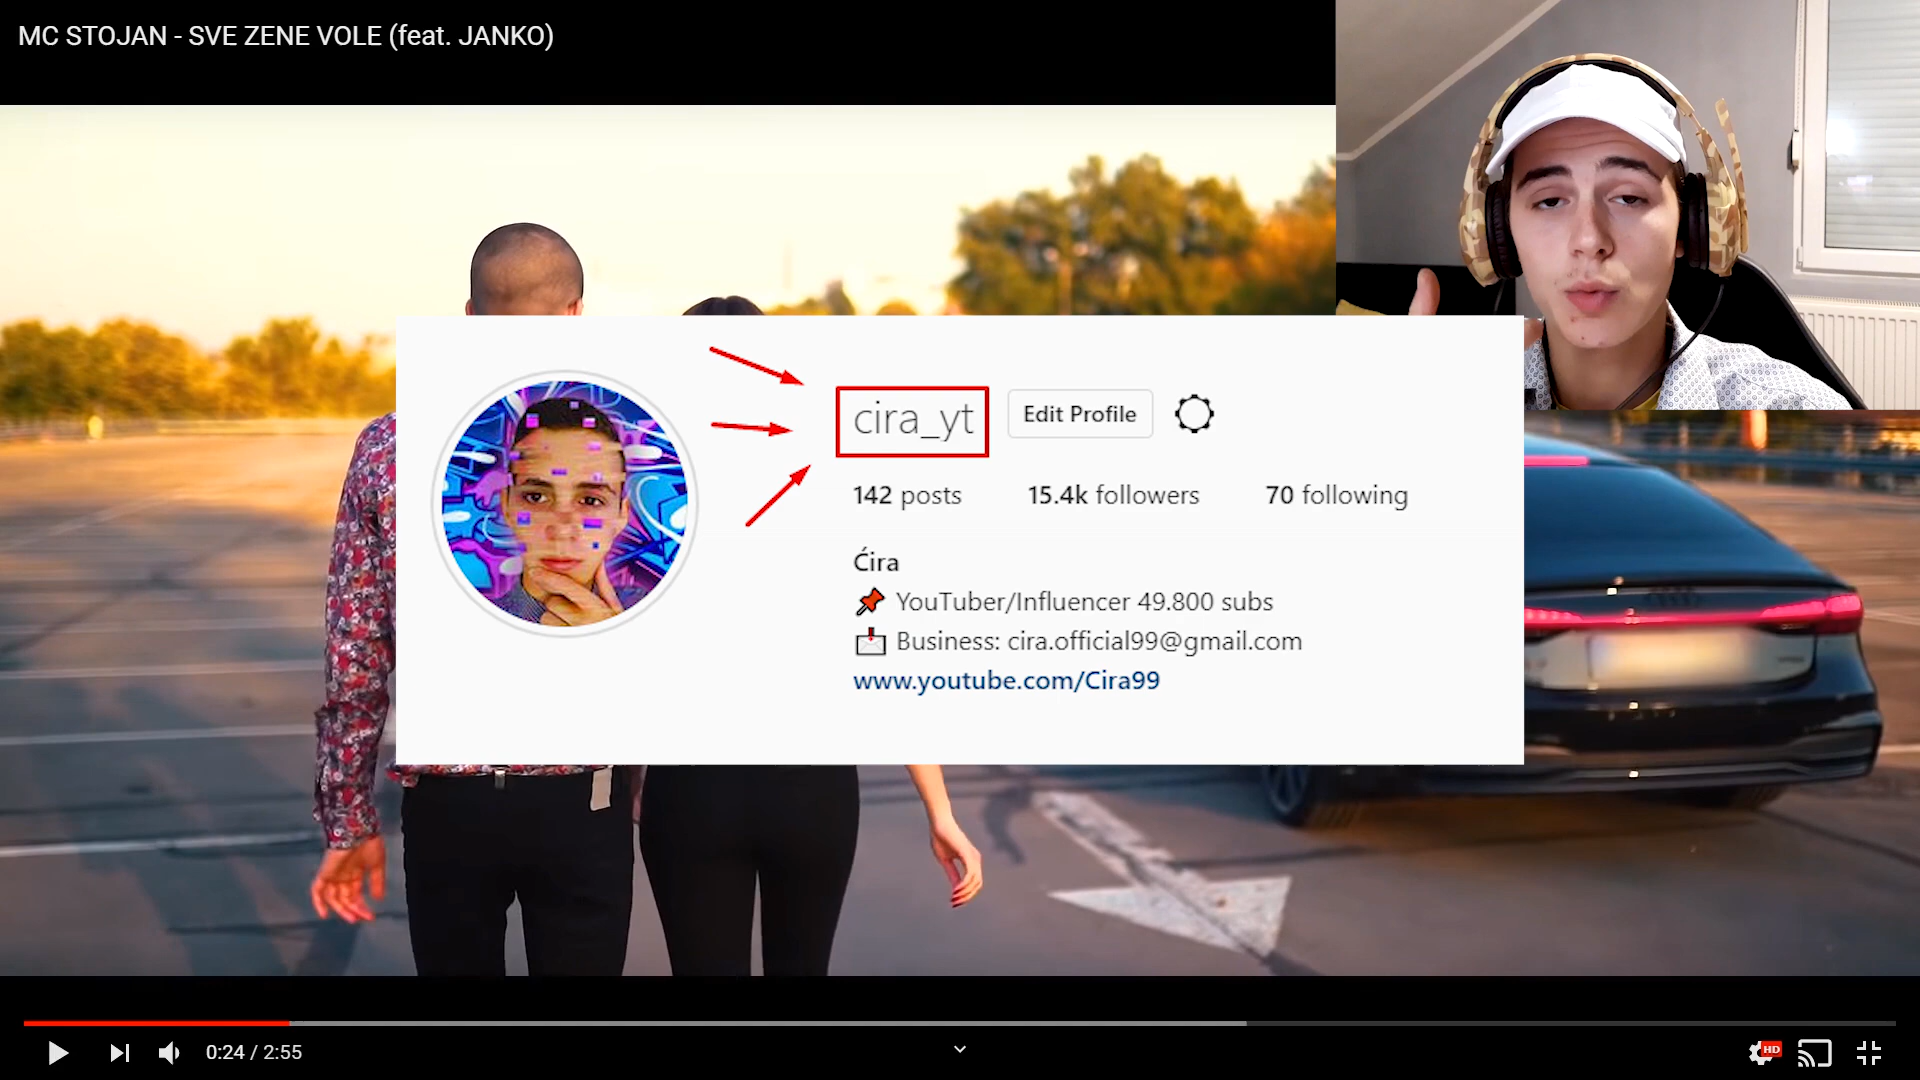 MC STOJAN - SVE ZENE VOLE (feat. JANKO)
cira_yt Edit Profile
142 posts 15.4k followers 70 following
Ćira
YouTuber/Influencer 49.800 subs
Business: cira.official99@gmail.com
www.youtube.com/Cira99
0:24 / 2:55
HD